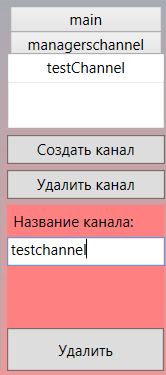 main
managerschannel
testChannel
Создать канал
Удалить канал
Название канала:
testchannel
Удалить